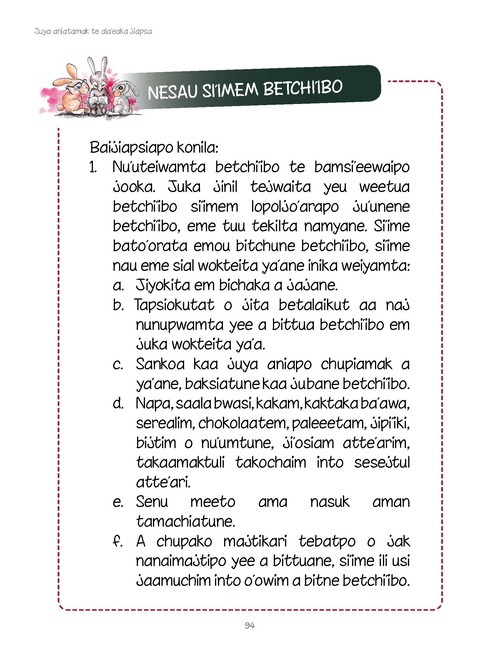 Juya aniatamak te ala'eaka jiapsa
NESAU SI'IMEM BETCHI'IBO
Baijiapsiapo konila:
1. Nu'uteiwamta betchi'ibo te bamsi'eewaipo
jooka. Juka jinil tejwaita yeu weetua
betchi'ibo si'imem lopoljo'arapo ju'unene
betchi'ibo, eme tuu tekilta namyane. Si'ime
bato'orata emou bitchune betchi'ibo, si'ime
nau eme sial wokteita ya'ane inika weiyamta:
a. Jiyokita em bichaka a jajane.
b. Tapsiokutat o jita betalaikut aa naj
nunupwamta yee a bittua betchi'ibo em
juka wokteita ya'a.
c. Sankoa kaa juya aniapo chupiamak a
ya'ane, baksiatune kaa jubane betchi'ibo.
d. Napa, saala bwasi, kakam, kaktaka ba'awa,
serealim, chokolaatem, paleeetam, jipi'iki,
bijtim o nu'umtune, ji'osiam atte'arim,
takaamaktuli takochaim into sesejtul
atte'ari.
e. Senu meeto ama nasuk aman
tamachiatune.
f. A chupako majtikari tebatpo o jak
nanaimajtipo yee a bittuane, si'ime ili usi
jaamuchim into o'owim a bitne betchi'ibo.
94